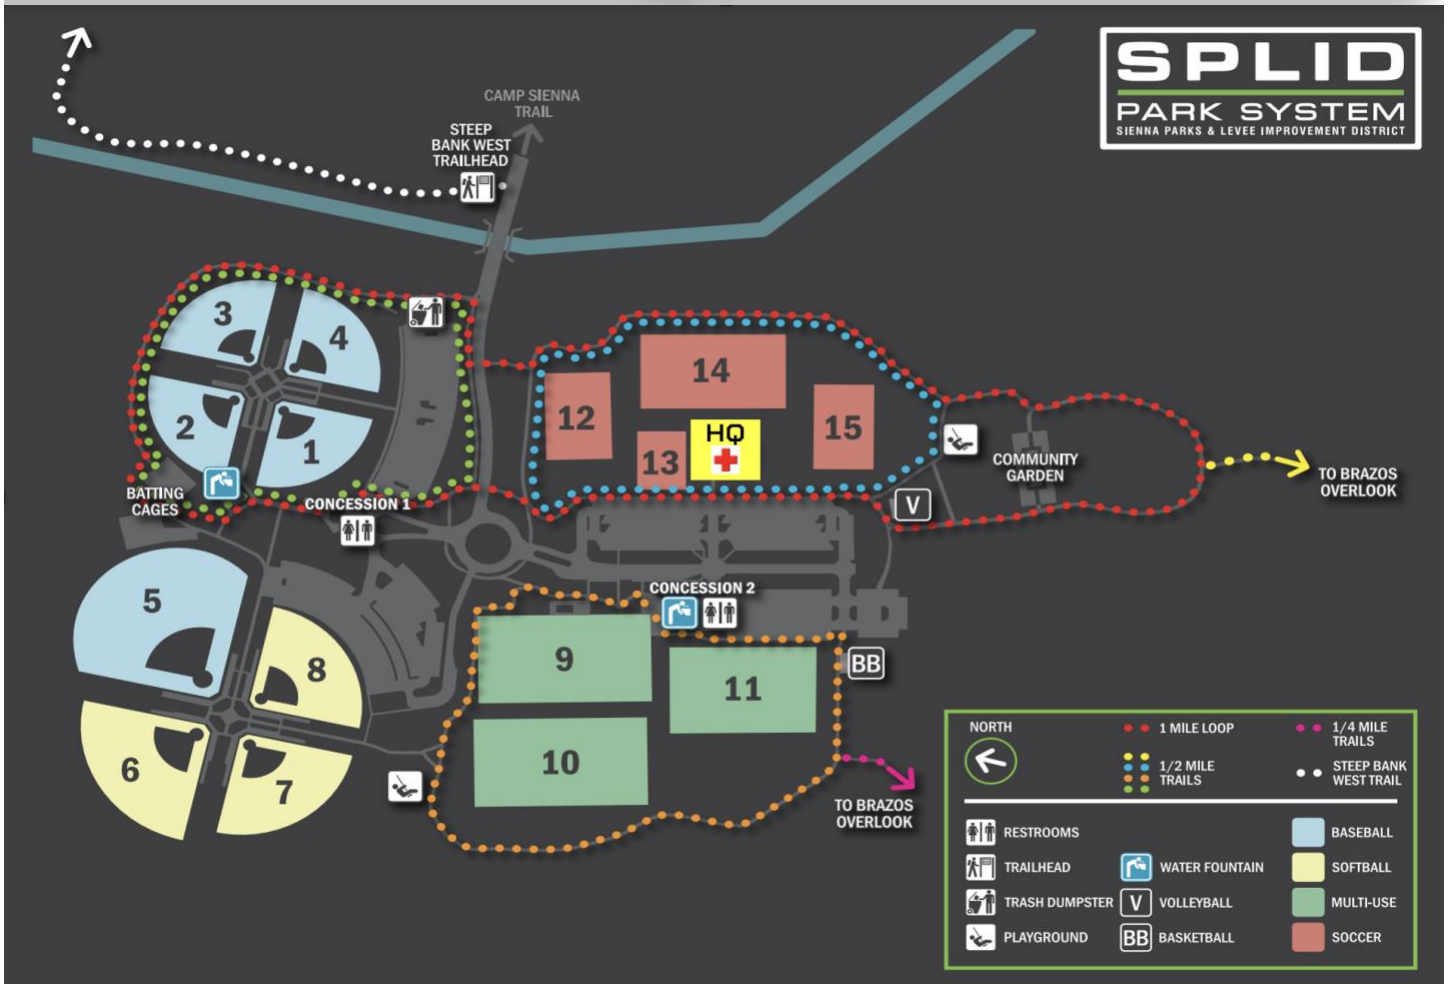 SPLID
PARK SYSTEM
SIENNA PARKS & LEVEE IMPROVEMENT DISTRICT
CAMP SIENNA
TRAIL
STEEP
BANK WEST
TRAILHEAD
3
4
2
1
BATTING
CAGES
CONCESSION 1
14
12
13
HQ
15
V
COMMUNITY
GARDEN
TO BRAZOS
OVERLOOK
5
8
6
7
CONCESSION 2
9
11
10
BB
TO BRAZOS
OVERLOOK
NORTH
1 MILE LOOP
1/2 MILE
TRAILS
1/4 MILE
TRAILS
STEEP BANK
WEST TRAIL
RESTROOMS
TRAILHEAD
TRASH DUMPSTER
PLAYGROUND
WATER FOUNTAIN
V VOLLEYBALL
BB BASKETBALL
BASEBALL
SOFTBALL
MULTI-USE
SOCCER